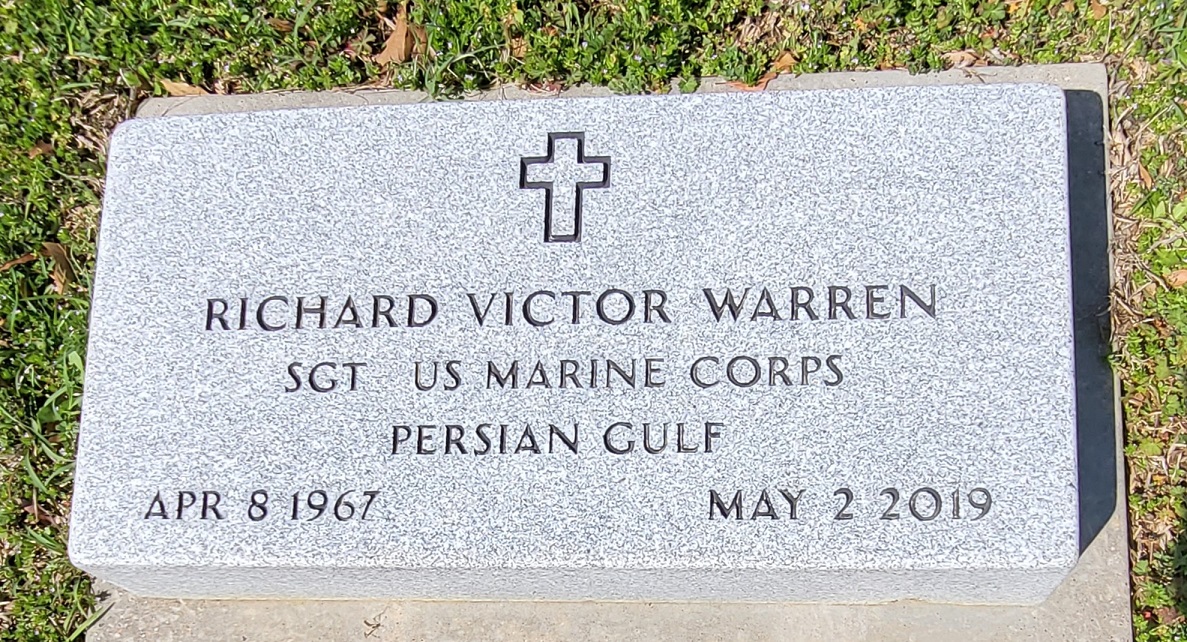 RICHARD VICTOR WARREN
SGT US MARINE CORPS
PERSIAN GULF
APR 8 1967 MAY 2 2019